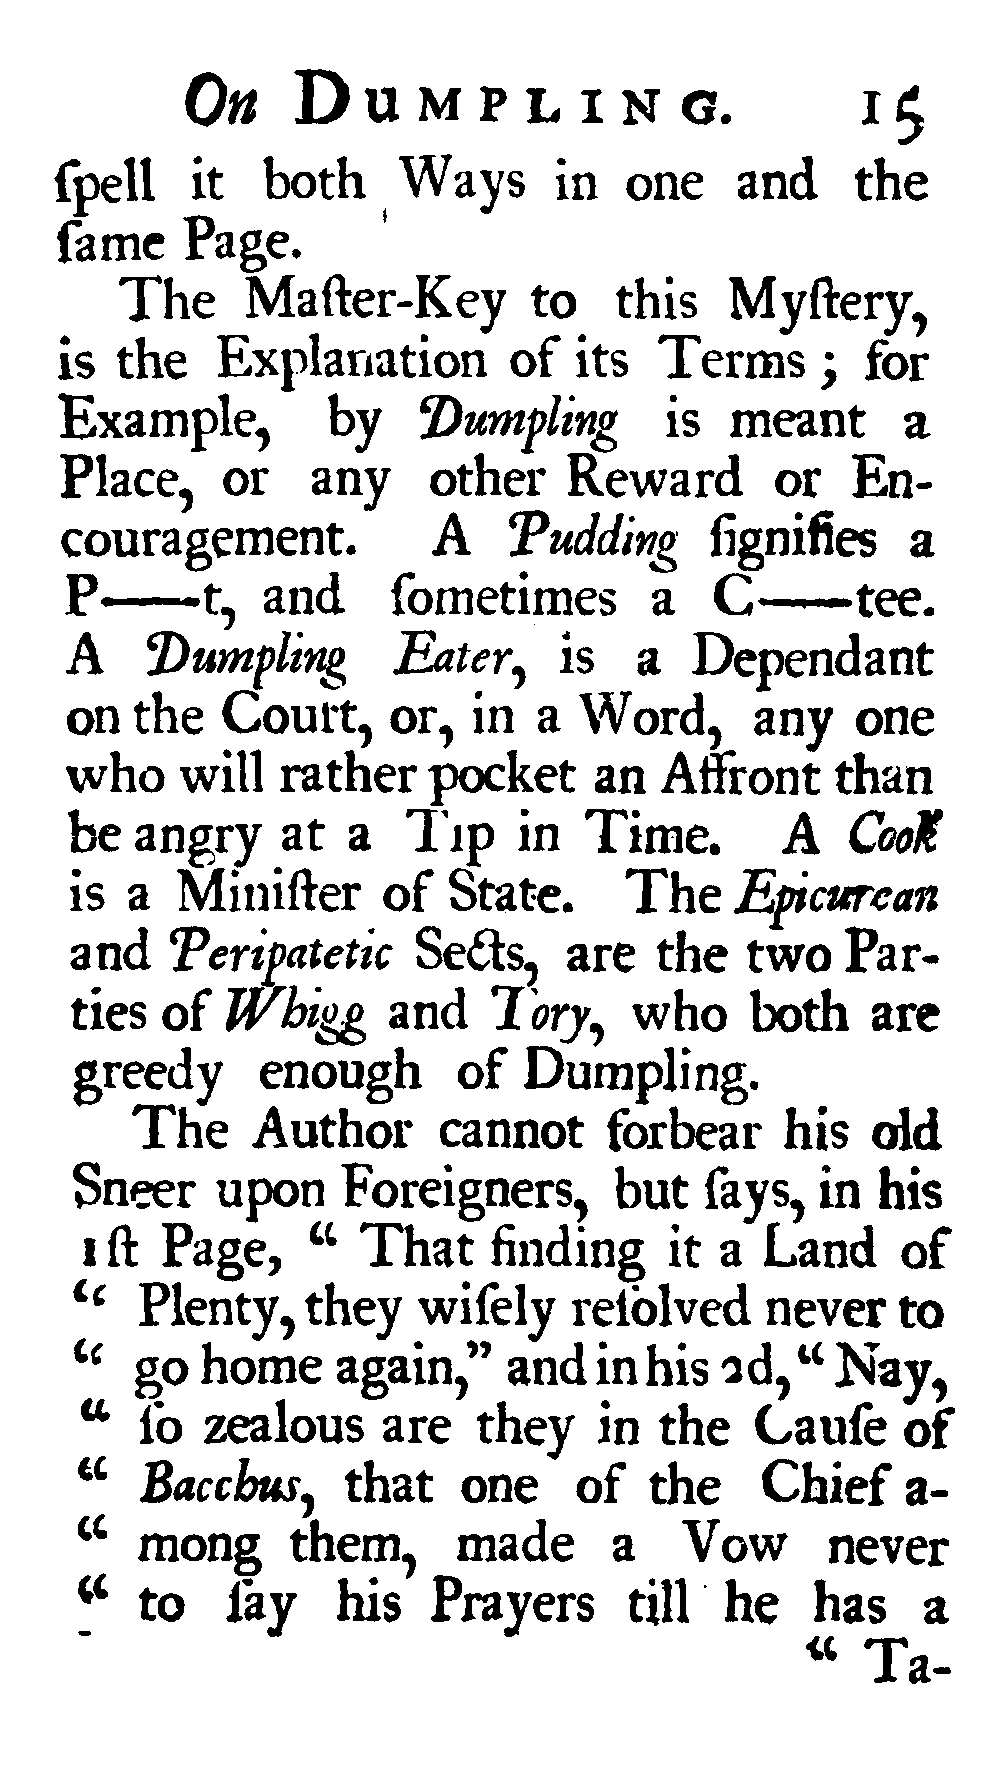 On DUMPLING. 15
ſpell it both Ways in one and the
ſame Page.
The Maſter-Key to this Myſtery,
is the Explanation of its Terms; for
Example, by Dumpling is meant a
Place, or any other Reward or En-
couragement. A Pudding ſignifies a
P——t, and ſometimes a C——tee.
A Dumpling Eater, is a Dependant
on the Court, or, in a Word, any one
who will rather pocket an Affront than
be angry at a Tip in Time. A Cook
is a Miniſter of State. The Epicurean
and Peripatetic Sects, are the two Par-
ties of Whigg and Tory, who both are
greedy enough of Dumpling.
The Author cannot forbear his old
Sneer upon Foreigners, but ſays, in his
1ſt Page, “ That finding it a Land of
“ Plenty, they wiſely reſolved never to
“ go home again,” and in his 2d, “ Nay,
“ ſo zealous are they in the Cauſe of
“ Bacchus, that one of the Chief a-
“ mong them, made a Vow never
“ to ſay his Prayers till he has a
“ Ta-